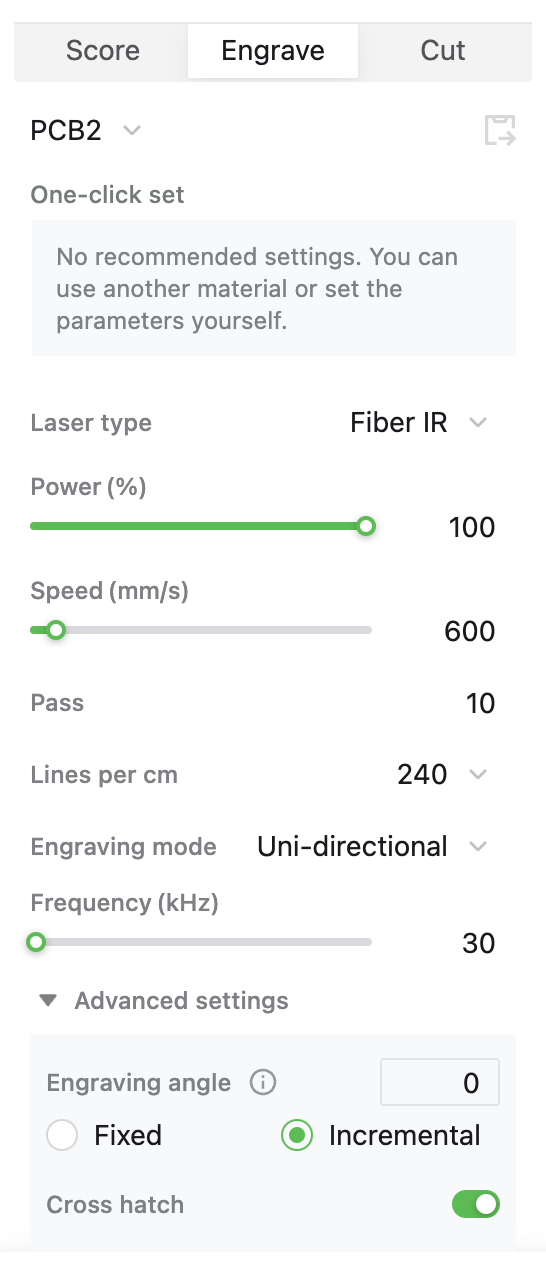 Score Engrave Cut
PCB2
One-click set
No recommended settings. You can
use another material or set the
parameters yourself.
Laser type Fiber IR
Power (%)
100
Speed (mm/s)
600
Pass 10
Lines per cm 240
Engraving mode Uni-directional
Frequency (kHz)
30
Advanced settings
Engraving angle 0
Fixed Incremental
Cross hatch